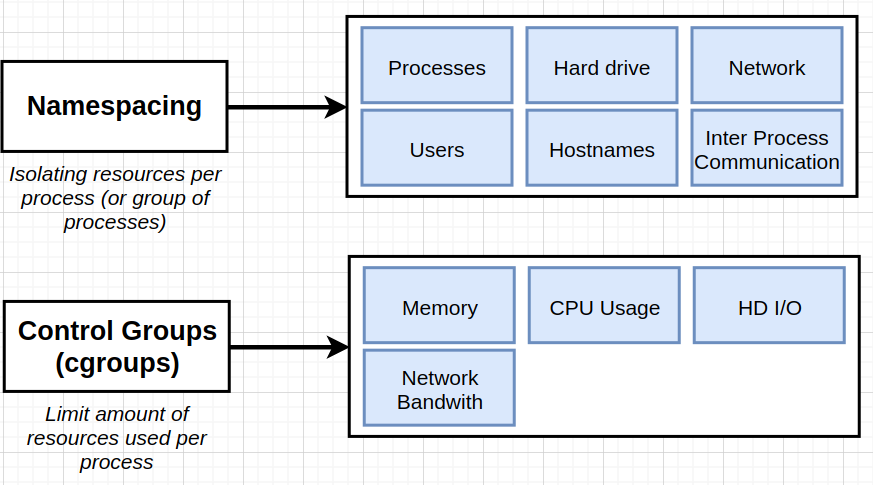 Namespacing
Isolating resources per
process (or group of
processes)
Processes
Hard drive
Network
Users
Hostnames
Inter Process
Communication
Control Groups
(cgroups)
Limit amount of
resources used per
process
Memory
CPU Usage
HD I/O
Network
Bandwith